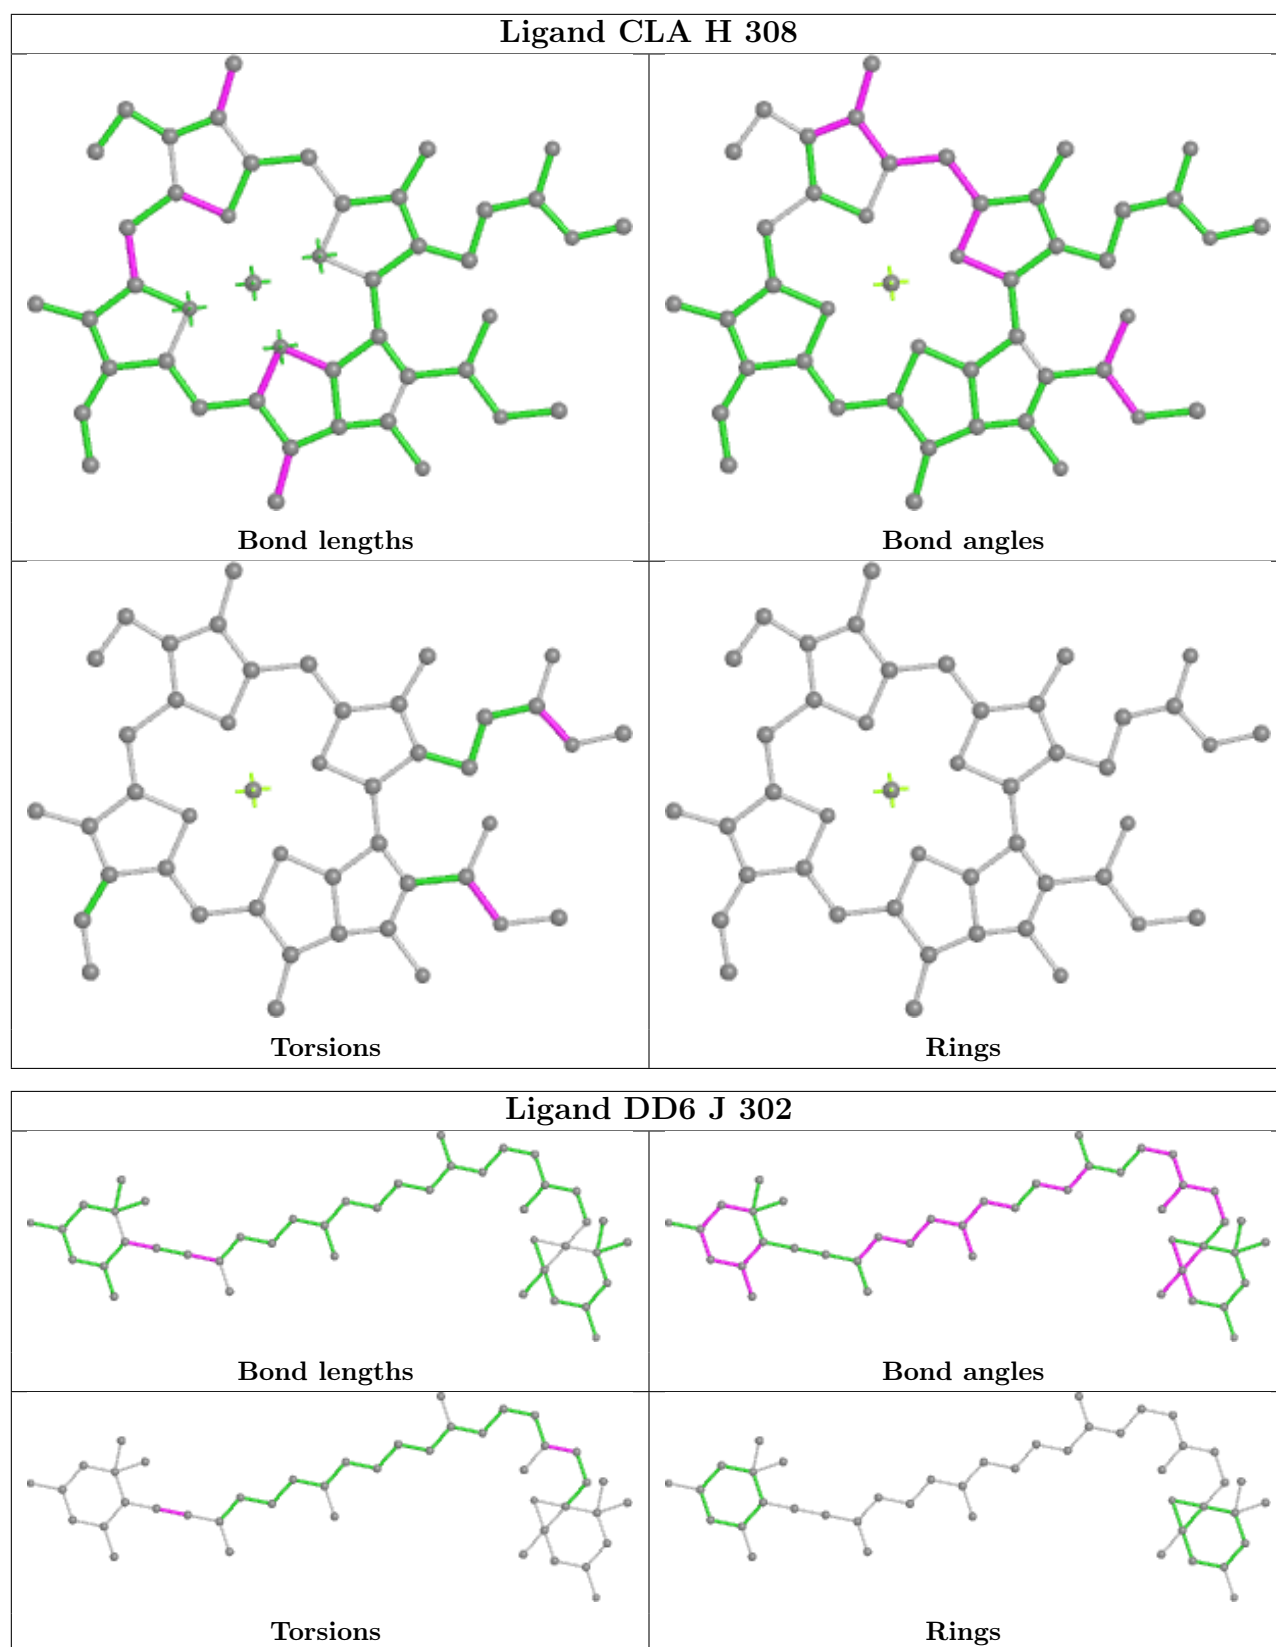 Ligand CLA H 308
Bond lengths
Bond angles
Torsions
Rings
Ligand DD6 J 302
Bond lengths
Bond angles
Torsions
Rings